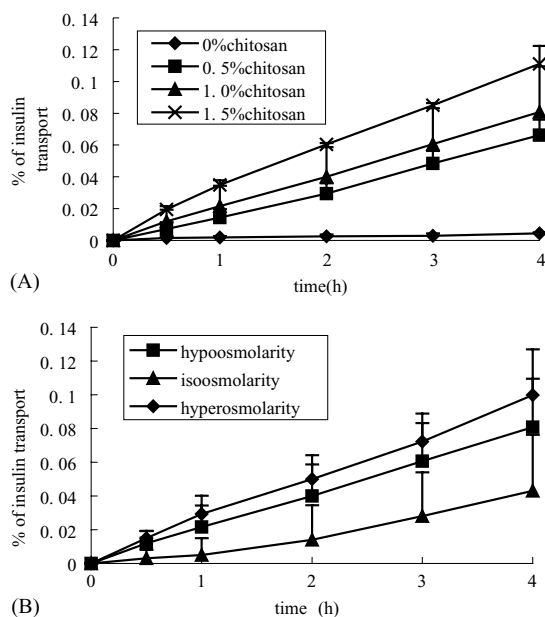 0. 14
0. 12
0. 1
0. 08
0. 06
0. 04
0. 02
0
% of insulin
transport
0%chitosan
0. 5%chitosan
1. 0%chitosan
1. 5%chitosan
0 1 2 3 4
time(h)
(A)
0. 14
0. 12
0. 1
0. 08
0. 06
0. 04
0. 02
0
% of insulin transport
hypoosmolarity
isoosmolarity
hyperosmolarity
0 1 2 3 4
time (h)
(B)